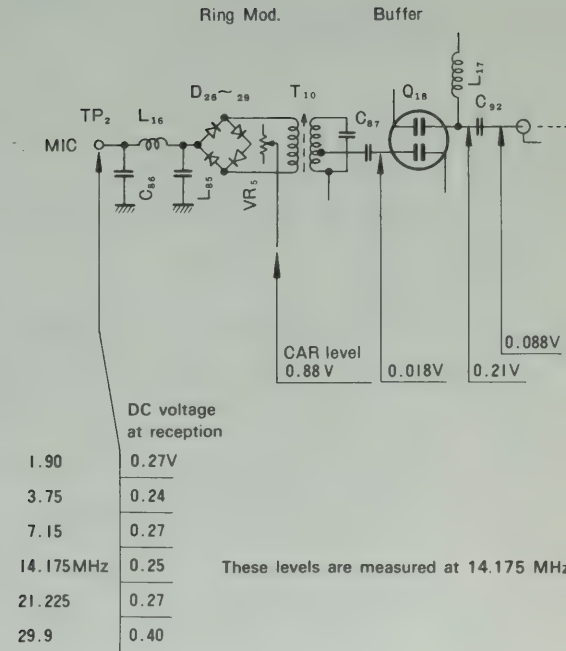 Ring Mod. Buffer
D26~29 T10 Q18 L17
TP2 L16 C87 C92
MIC
C86 L85 VR5
CAR level
0.88V 0.018V 0.21V 0.088V
DC voltage
at reception
1.90 0.27V
3.75 0.24
7.15 0.27
14.175MHz 0.25 These levels are measured at 14.175 MHz
21.225 0.27
29.9 0.40